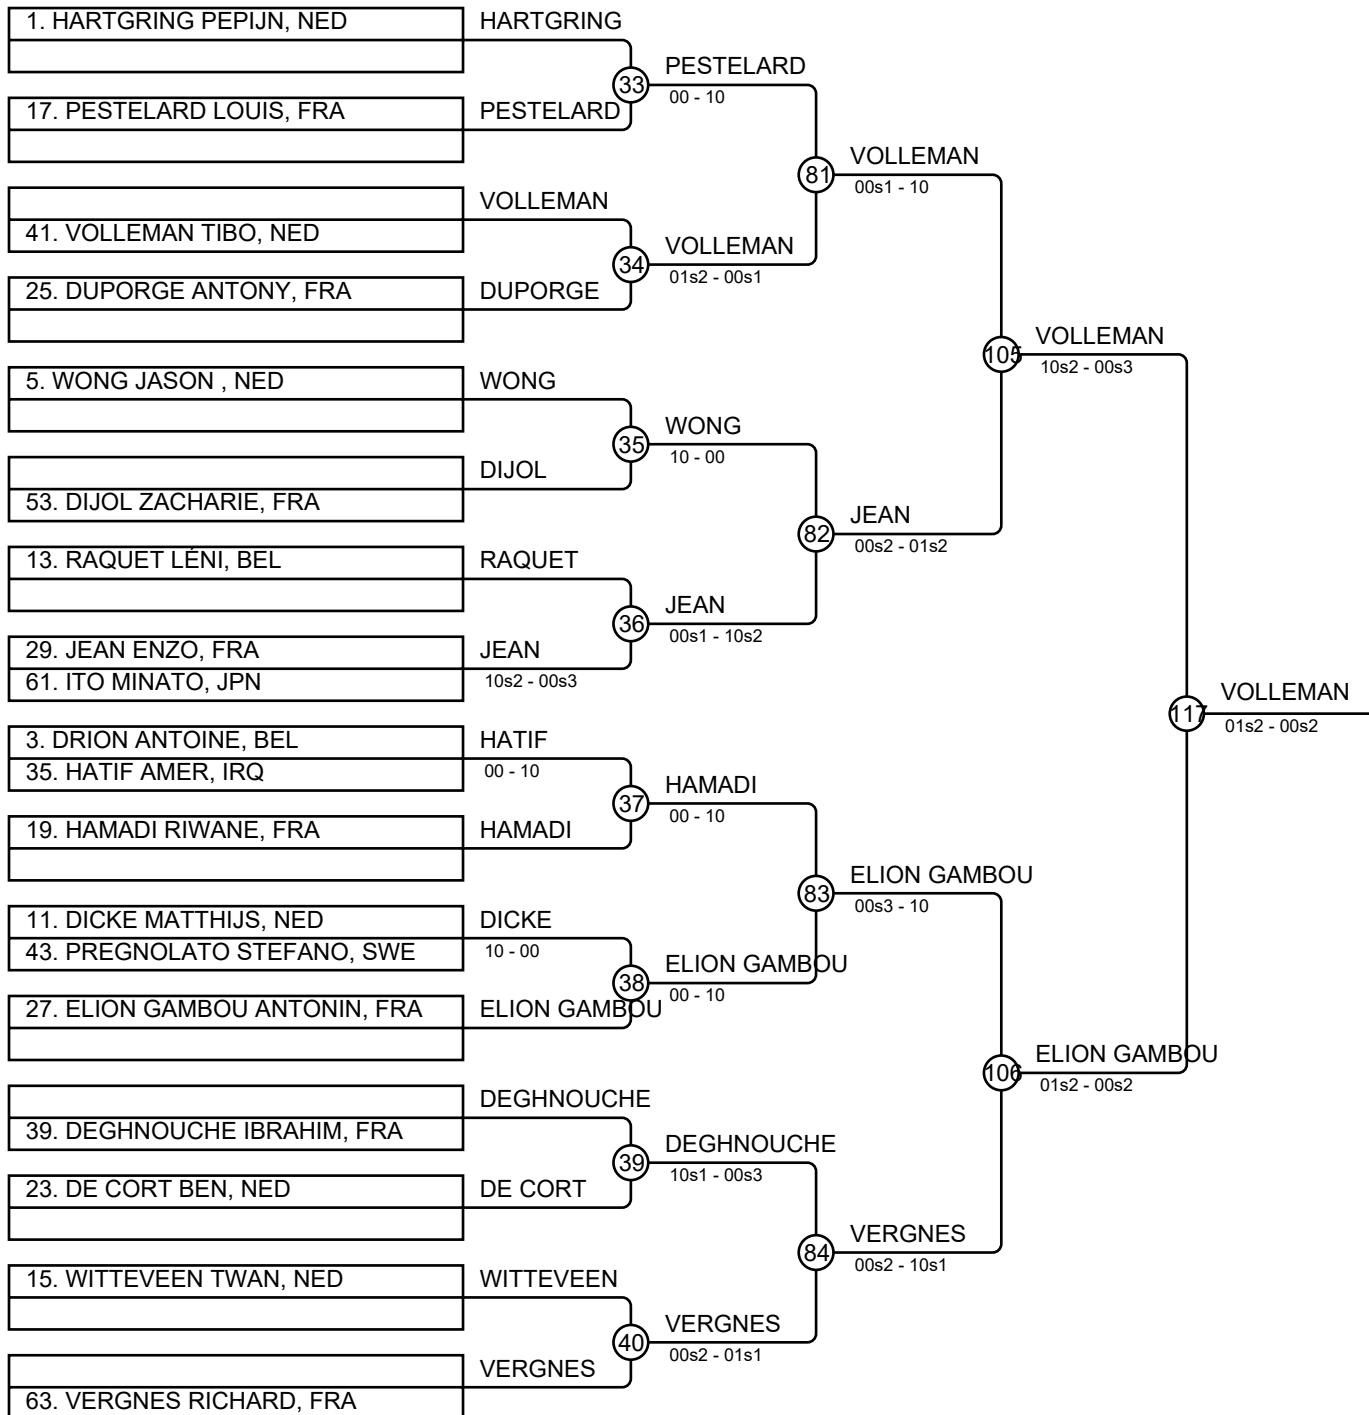 1. HARTGRING PEPIJN, NED
HARTGRING
33
PESTELARD
00 - 10
17. PESTELARD LOUIS, FRA
PESTELARD
81
VOLLEMAN
00s1 - 10
VOLLEMAN
41. VOLLEMAN TIBO, NED
34
VOLLEMAN
01s2 - 00s1
25. DUPORGE ANTONY, FRA
DUPORGE
105
VOLLEMAN
10s2 - 00s3
5. WONG JASON , NED
WONG
35
WONG
10 - 00
DIJOL
53. DIJOL ZACHARIE, FRA
82
JEAN
00s2 - 01s2
13. RAQUET LÉNI, BEL
RAQUET
36
JEAN
00s1 - 10s2
29. JEAN ENZO, FRA
JEAN
61. ITO MINATO, JPN
10s2 - 00s3
117
VOLLEMAN
01s2 - 00s2
3. DRION ANTOINE, BEL
HATIF
35. HATIF AMER, IRQ
00 - 10
37
HAMADI
00 - 10
19. HAMADI RIWANE, FRA
HAMADI
83
ELION GAMBOU
00s3 - 10
11. DICKE MATTHIJS, NED
DICKE
43. PREGNOLATO STEFANO, SWE
10 - 00
38
ELION GAMBOU
00 - 10
27. ELION GAMBOU ANTONIN, FRA
ELION GAMBOU
106
ELION GAMBOU
01s2 - 00s2
DEGHNOUCHE
39. DEGHNOUCHE IBRAHIM, FRA
39
DEGHNOUCHE
10s1 - 00s3
23. DE CORT BEN, NED
DE CORT
84
VERGNES
00s2 - 10s1
15. WITTEVEEN TWAN, NED
WITTEVEEN
40
VERGNES
00s2 - 01s1
VERGNES
63. VERGNES RICHARD, FRA